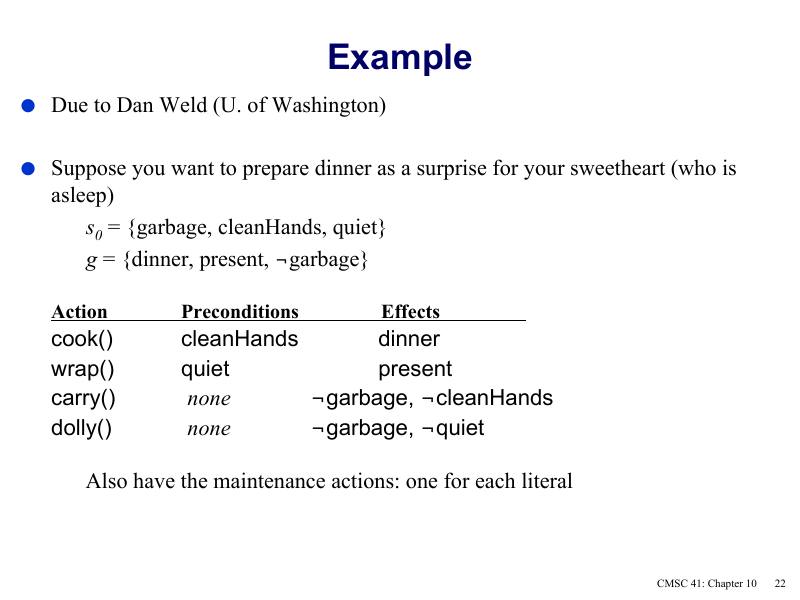 Example
Due to Dan Weld (U. of Washington)
Suppose you want to prepare dinner as a surprise for your sweetheart (who is
asleep)
s0 = {garbage, cleanHands, quiet}
g = {dinner, present, ¬garbage}
Action Preconditions Effects
cook() cleanHands dinner
wrap() quiet present
carry() none ¬garbage, ¬cleanHands
dolly() none ¬garbage, ¬quiet
Also have the maintenance actions: one for each literal
CMSC 41: Chapter 10 22